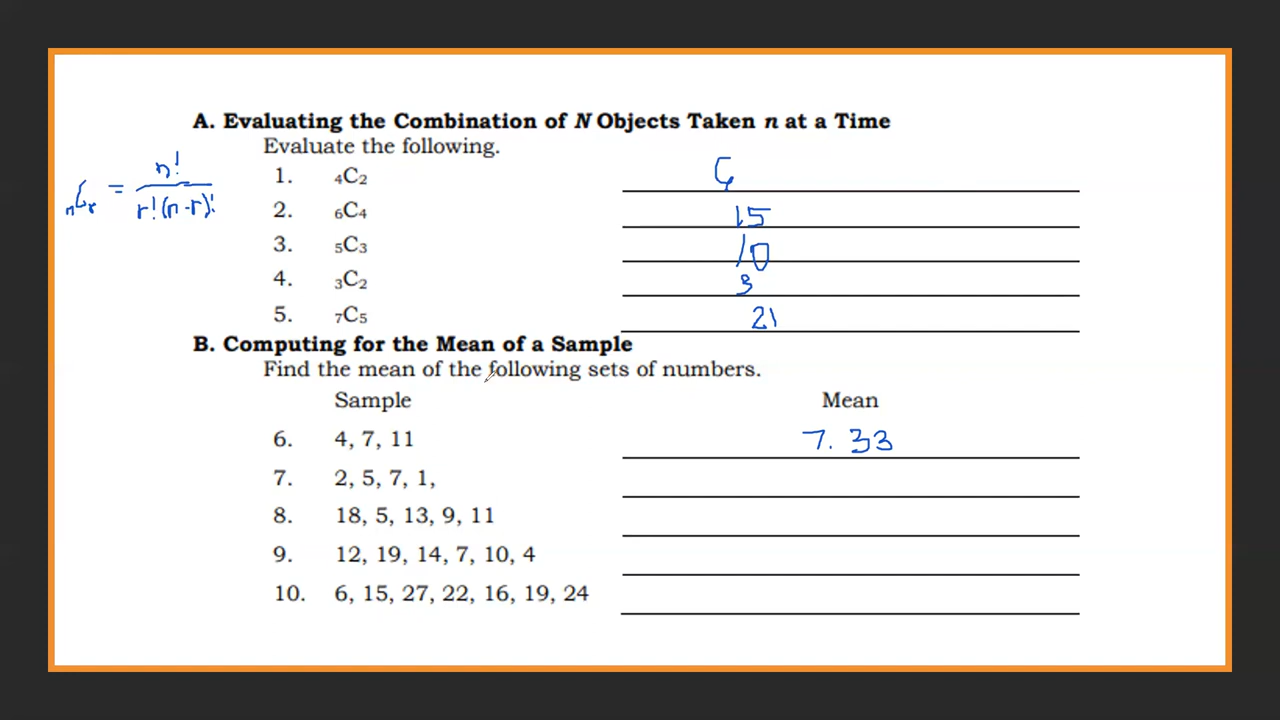 A. Evaluating the Combination of N Objects Taken n at a Time
Evaluate the following.
nCr = n! / r!(n-r)!
1. ₄C₂ 6
2. ₆C₄ 15
3. ₅C₃ 10
4. ₃C₂ 3
5. ₇C₅ 21
B. Computing for the Mean of a Sample
Find the mean of the following sets of numbers.
Sample Mean
6. 4, 7, 11 7.33
7. 2, 5, 7, 1,
8. 18, 5, 13, 9, 11
9. 12, 19, 14, 7, 10, 4
10. 6, 15, 27, 22, 16, 19, 24